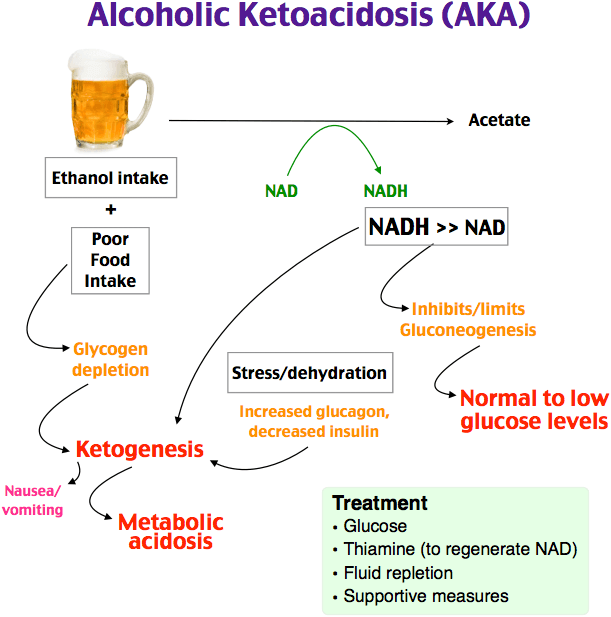 Alcoholic Ketoacidosis (AKA)
Acetate
Ethanol intake
+
NAD
NADH
Poor
Food
Intake
NADH >> NAD
Inhibits/limits
Gluconeogenesis
Glycogen
depletion
Stress/dehydration
Increased glucagon,
decreased insulin
Normal to low
glucose levels
Ketogenesis
Nausea/
vomiting
Metabolic
acidosis
Treatment
• Glucose
• Thiamine (to regenerate NAD)
• Fluid repletion
• Supportive measures